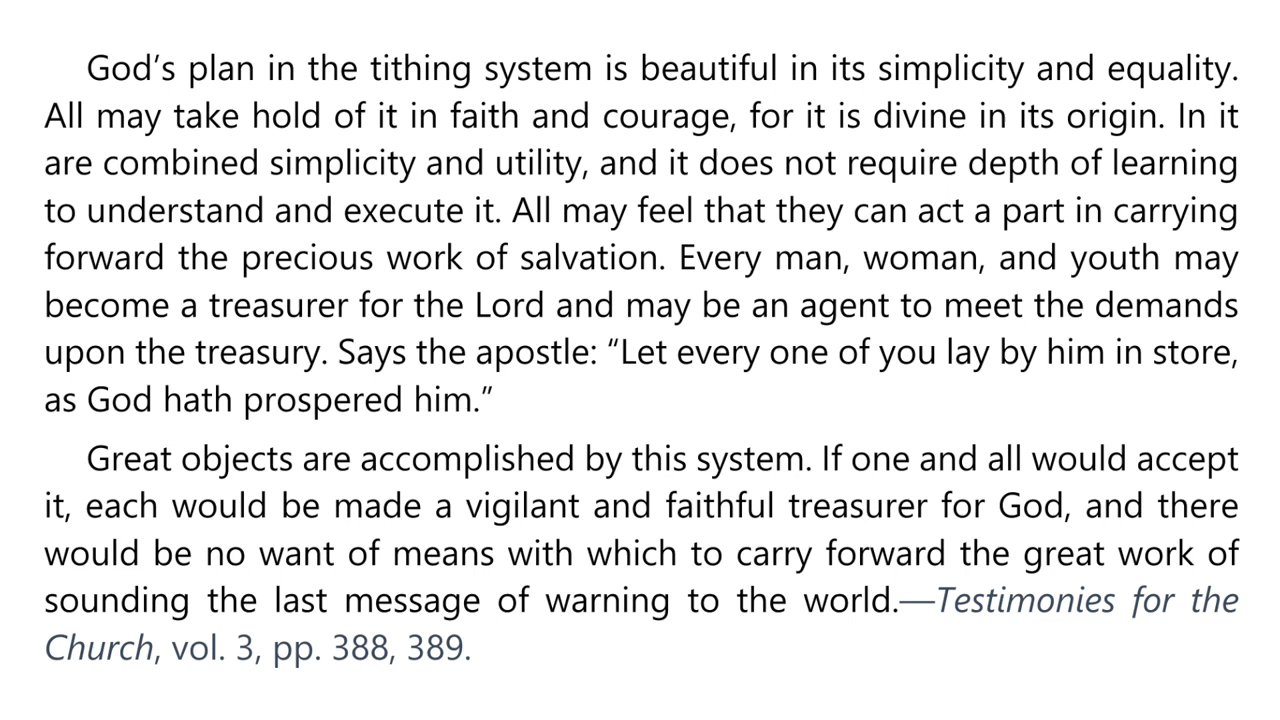 God’s plan in the tithing system is beautiful in its simplicity and equality.
All may take hold of it in faith and courage, for it is divine in its origin. In it
are combined simplicity and utility, and it does not require depth of learning
to understand and execute it. All may feel that they can act a part in carrying
forward the precious work of salvation. Every man, woman, and youth may
become a treasurer for the Lord and may be an agent to meet the demands
upon the treasury. Says the apostle: “Let every one of you lay by him in store,
as God hath prospered him.”
Great objects are accomplished by this system. If one and all would accept
it, each would be made a vigilant and faithful treasurer for God, and there
would be no want of means with which to carry forward the great work of
sounding the last message of warning to the world.—Testimonies for the
Church, vol. 3, pp. 388, 389.